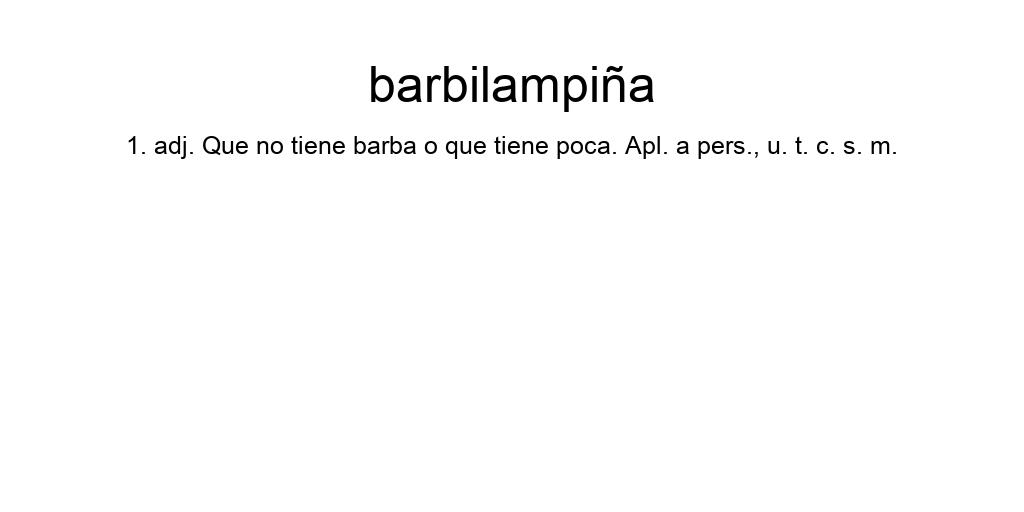 barbilampiña
1. adj. Que no tiene barba o que tiene poca. Apl. a pers., u. t. c. s. m.